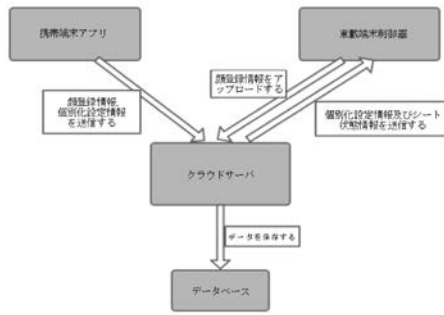 携帯端末アプリ
車載端末制御器
顔登録情報、
個別化設定情報
を送信する
顔登録情報をア
ップロードする
個別化設定情報及びシート
状態情報を送信する
クラウドサーバ
データを保存する
データベース